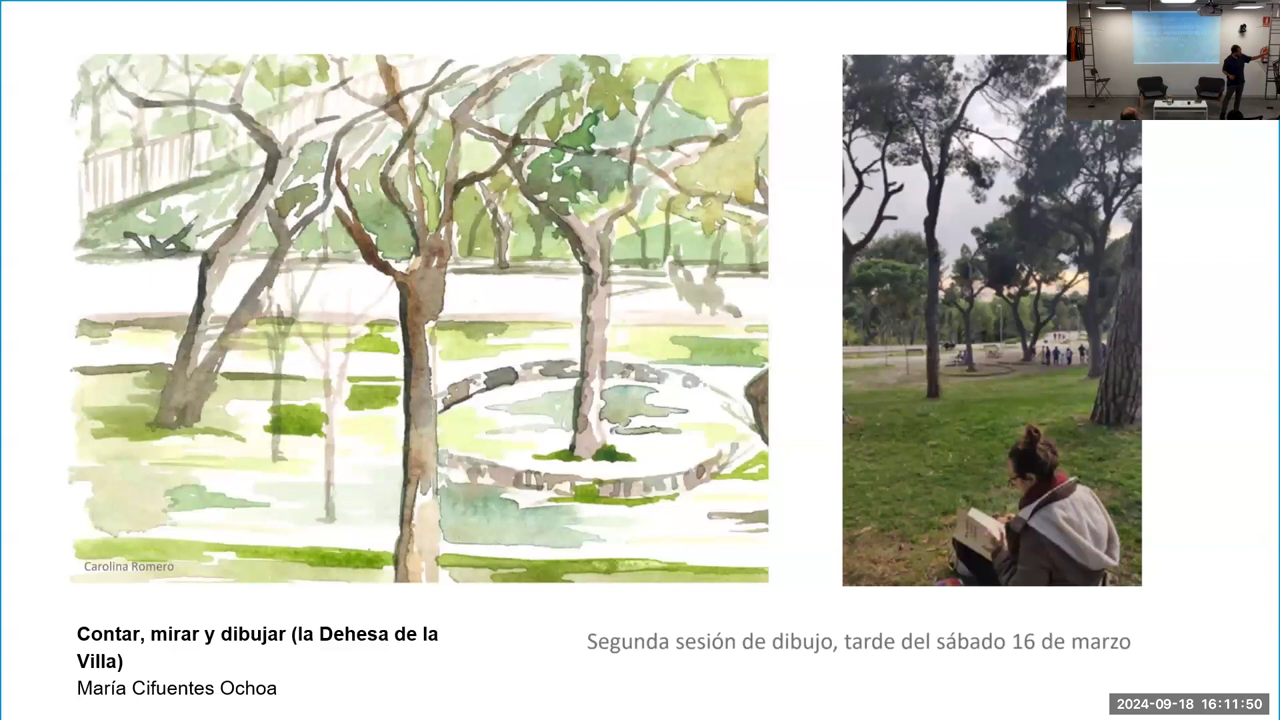 Carolina Romero
Contar, mirar y dibujar (la Dehesa de la
Villa)
María Cifuentes Ochoa
Segunda sesión de dibujo, tarde del sábado 16 de marzo
2024-09-18 16:11:50